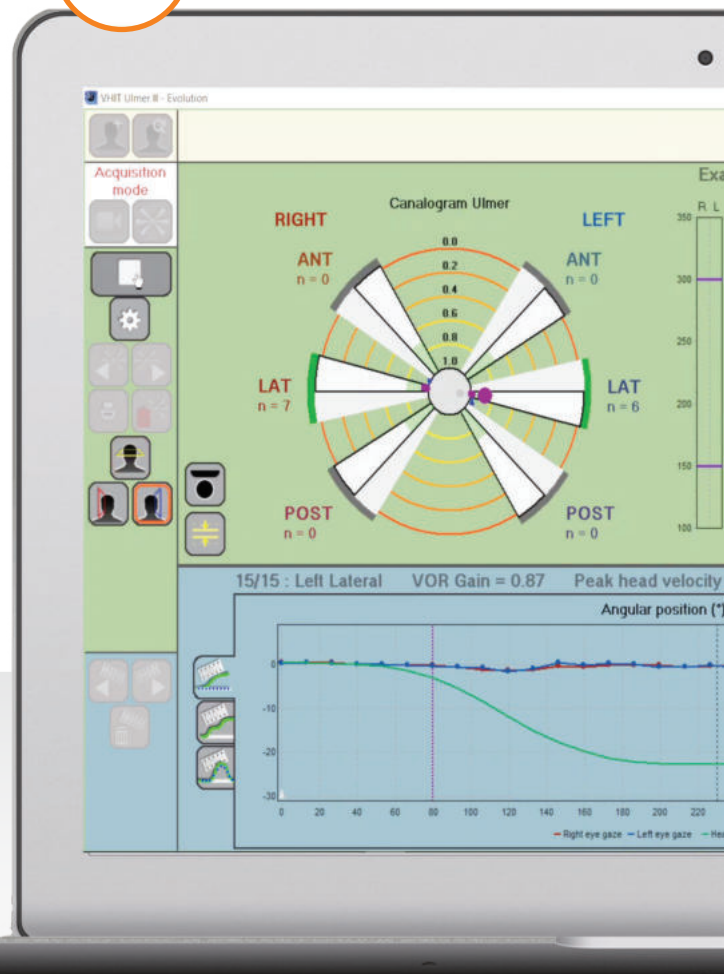 VHIT Ulmer III - Evolution
Acquisition
mode
Exa
Canalogram Ulmer
RIGHT
LEFT
R L
ANT
n = 0
ANT
n = 0
0.0
0.2
0.4
0.6
0.8
1.0
350
300
250
200
150
100
LAT
n = 7
LAT
n = 6
POST
n = 0
POST
n = 0
15/15 : Left Lateral VOR Gain = 0.87 Peak head velocity
Angular position (°)
0
-10
-20
-30
0 20 40 60 80 100 120 140 160 180 200 220
Right eye gaze Left eye gaze Hea